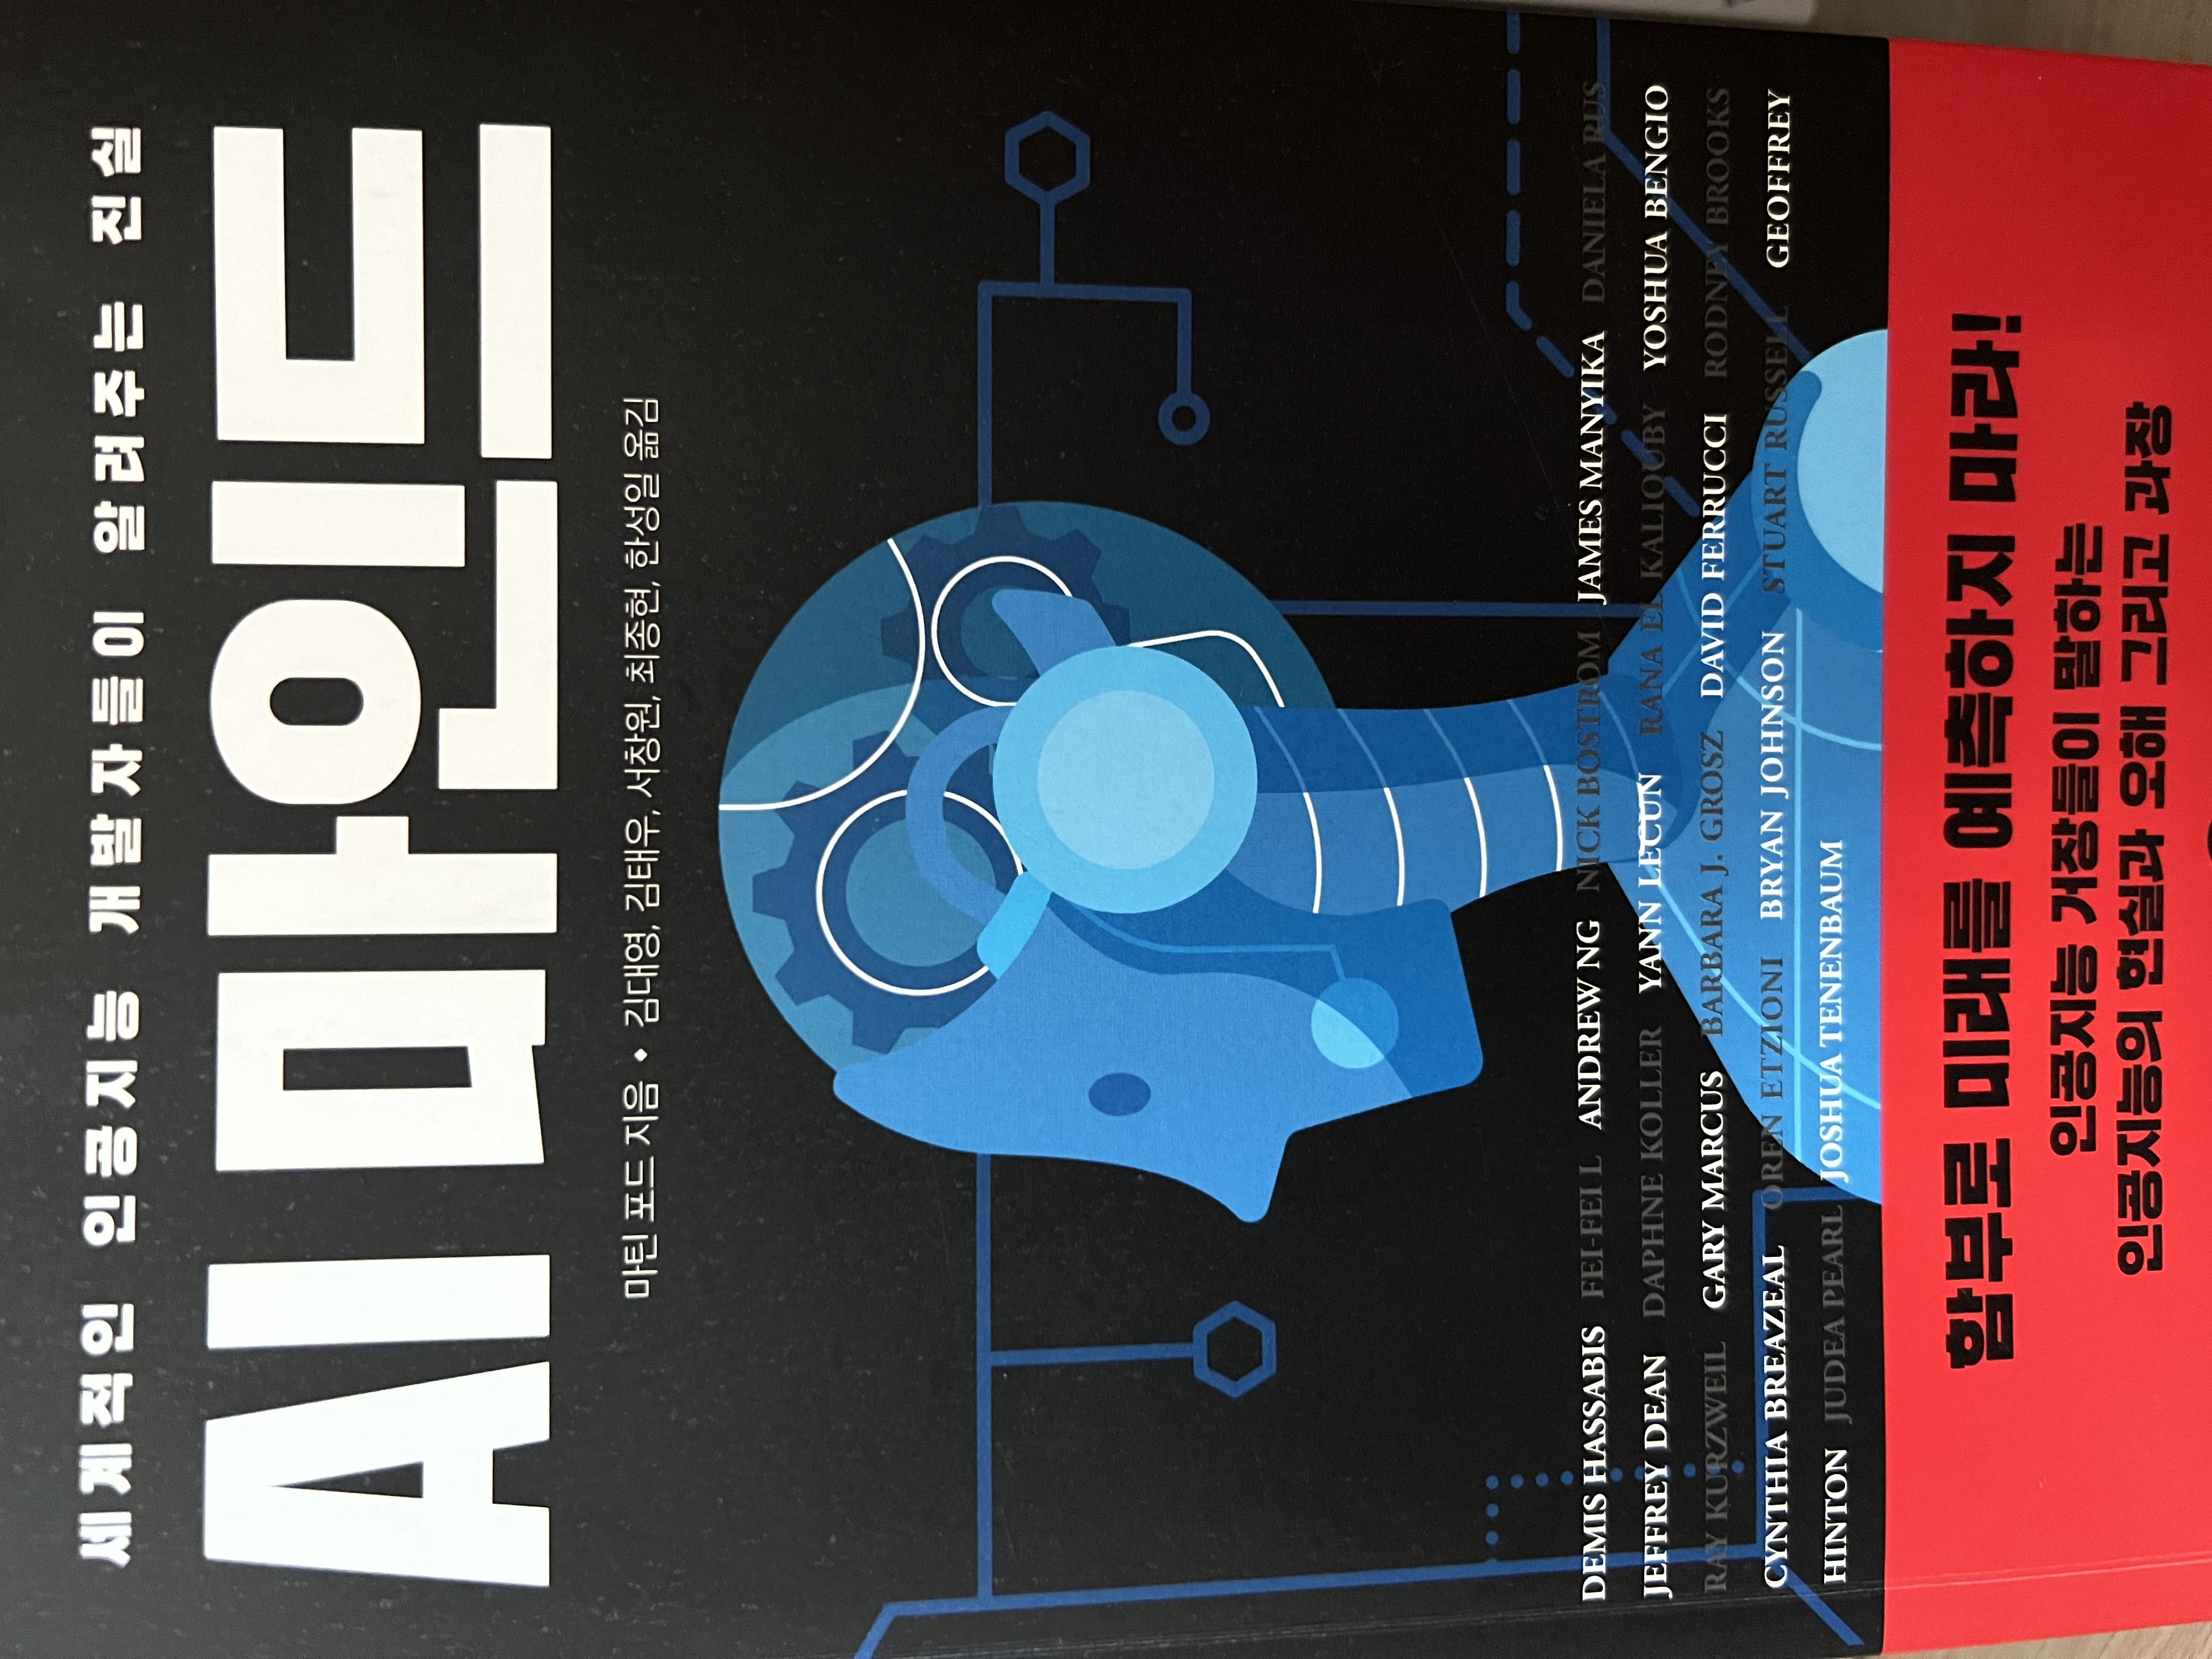 세계적인 인공지능 개발자들이 알려주는 진실
AI 마인드
마틴 포드 지음 ◆ 김대영, 김태우, 서창원, 최종현, 한성일 옮김
DEMIS HASSABIS FEI-FEI L ANDREW NG NICK BOSTROM JAMES MANYIKA DANIELA RUS
JEFFREY DEAN DAPHNE KOLLER YANN LECUN RANA EL KALIOUBY YOSHUA BENGIO
RAY KURZWEIL GARY MARCUS BARBARA J. GROSZ DAVID FERRUCCI RODNEY BROOKS
CYNTHIA BREAZEAL OREN ETZIONI BRYAN JOHNSON STUART RUSSELL GEOFFREY
HINTON JUDEA PEARL JOSHUA TENENBAUM
함부로 미래를 예측하지 마라!
인공지능 거장들이 말하는
인공지능의 현실과 오해 그리고 과장